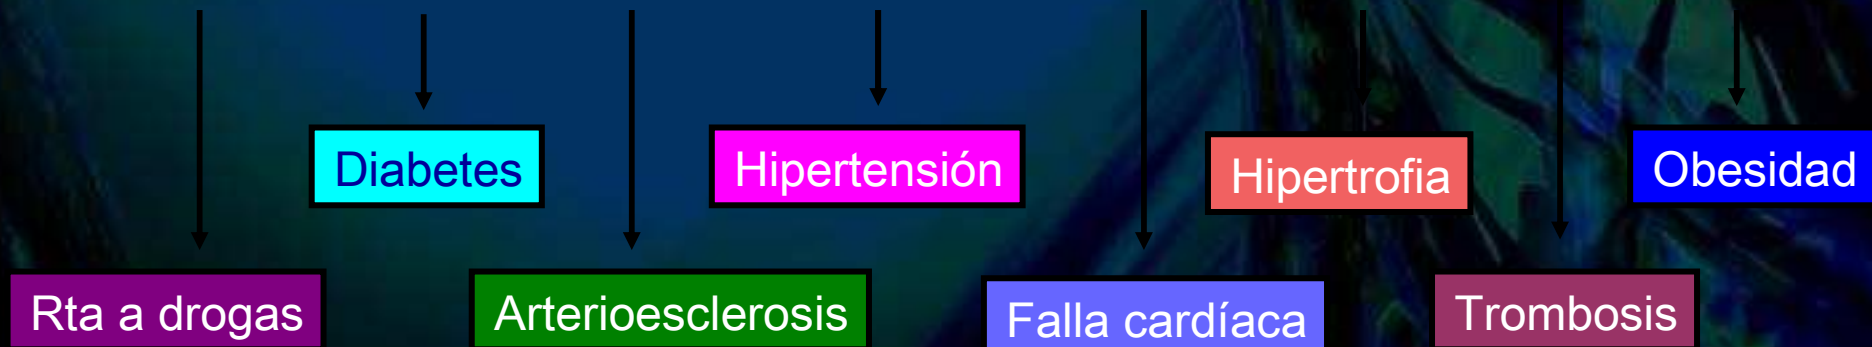 Diabetes
Hipertensión
Hipertrofia
Obesidad
Rta a drogas
Arterioesclerosis
Falla cardíaca
Trombosis